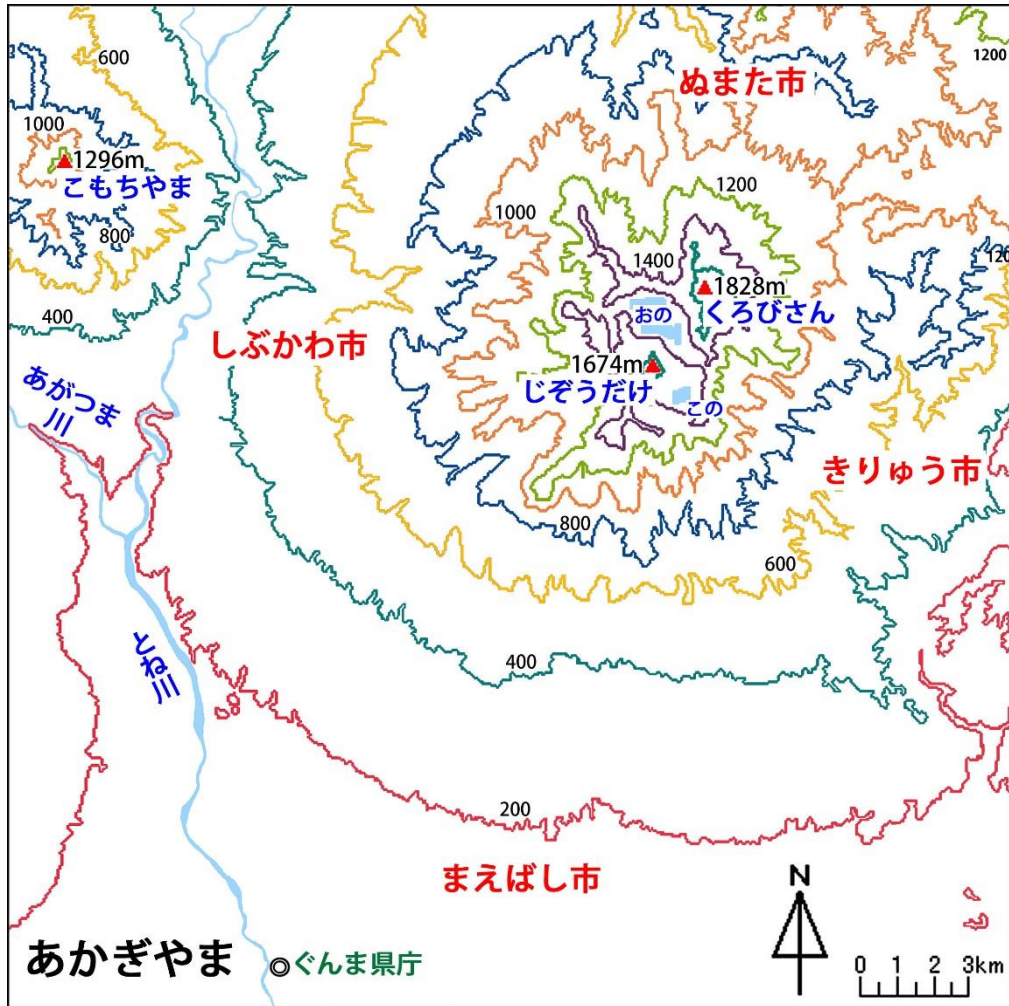 600
1200
ぬまた市
1000
1296m
こもちやま
800
1200
1000
1400
1200
1828m
くろびさん
おの
400
しぶかわ市
1674m
じぞうだけ
この
あがつま
川
きりゅう市
800
600
とね川
400
200
まえばし市
N
あかぎやま
ぐんま県庁
0 1 2 3km